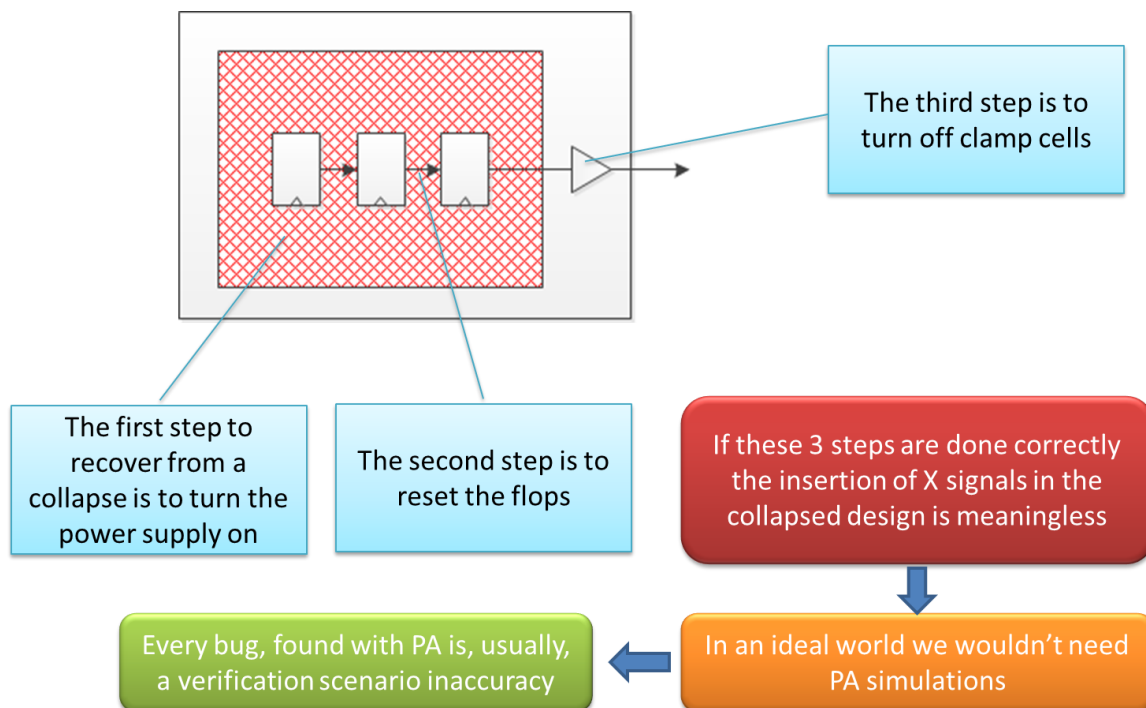 The third step is to
turn off clamp cells
The first step to
recover from a
collapse is to turn the
power supply on
The second step is to
reset the flops
If these 3 steps are done correctly
the insertion of X signals in the
collapsed design is meaningless
In an ideal world we wouldn't need
PA simulations
Every bug, found with PA is, usually,
a verification scenario inaccuracy